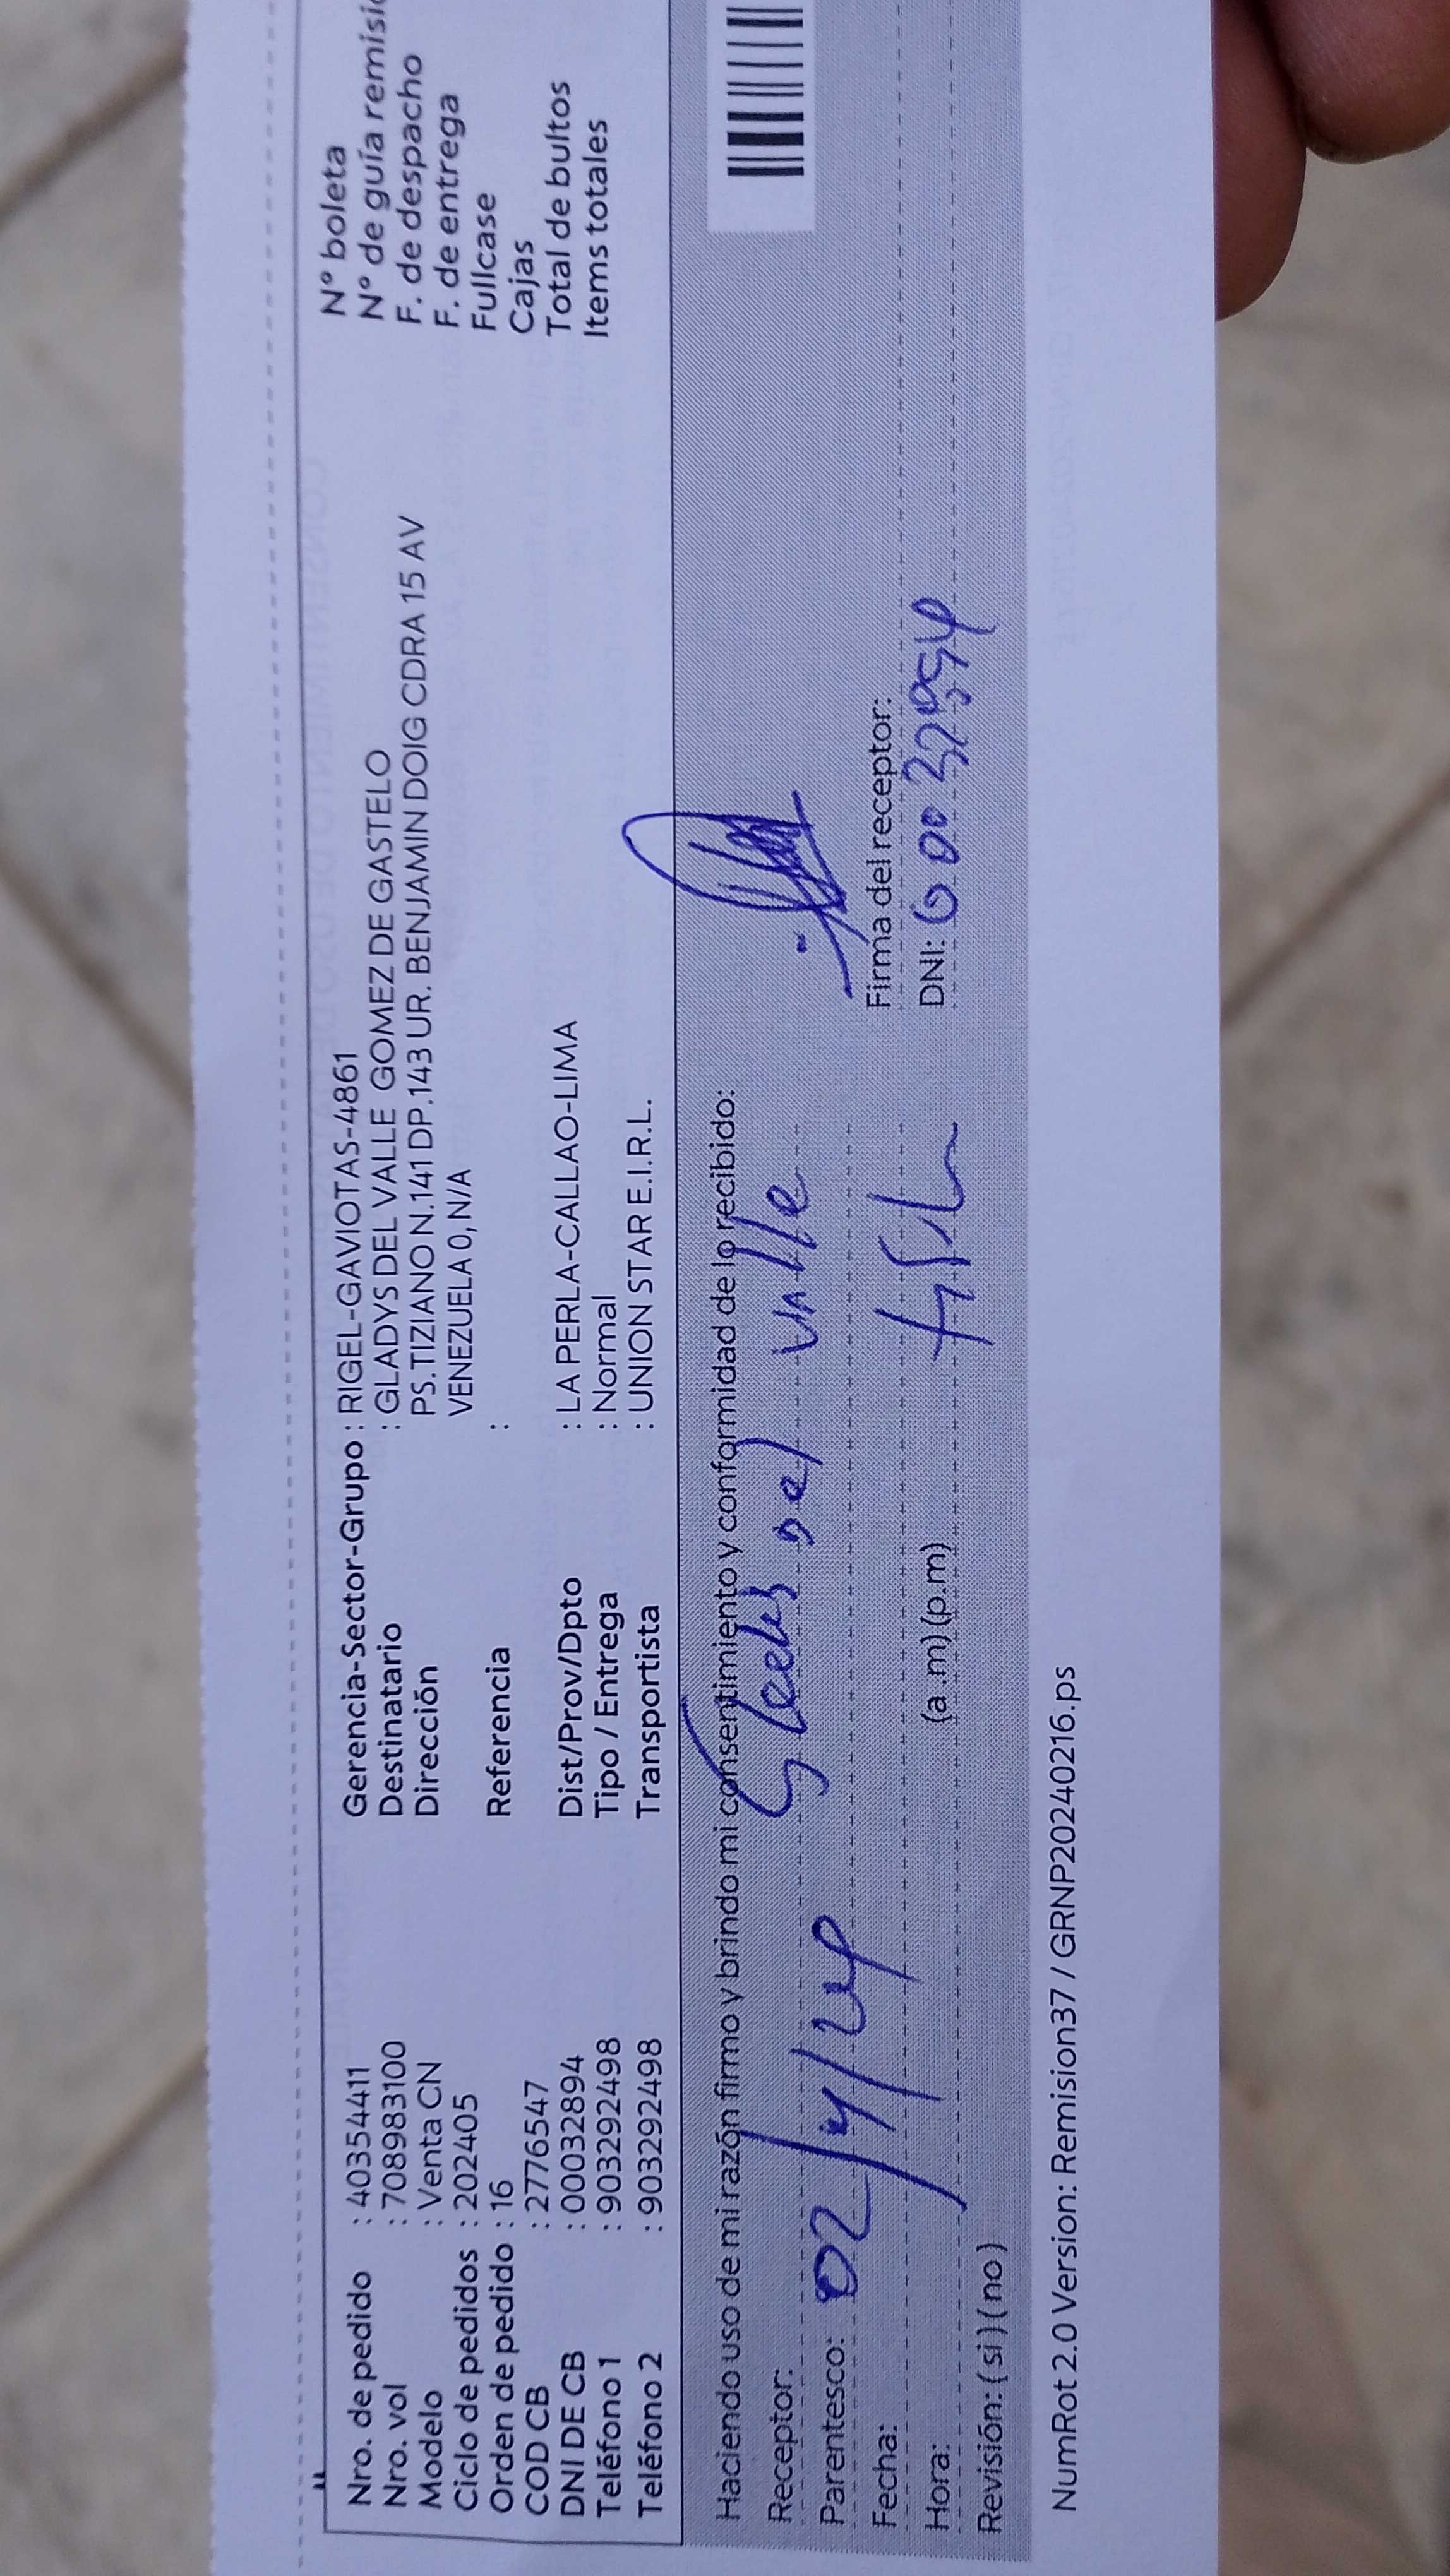 Nro. de pedido : 40354411 Gerencia-Sector-Grupo : RIGEL-GAVIOTAS-4861 Nº boleta
Nro. vol : 708983100 Destinatario : GLADYS DEL VALLE GOMEZ DE GASTELO Nº de guía remisió
Modelo : Venta CN Dirección PS. TIZIANO N.141 DP.143 UR. BENJAMIN DOIG CDRA 15 AV F. de despacho
Ciclo de pedidos : 202405 VENEZUELA 0, N/A F. de entrega
Orden de pedido : 16 Referencia : Fullcase
COD CB : 2776547 Cajas
DNI DE CB : 00032894 Dist/Prov/Dpto : LA PERLA-CALLAO-LIMA Total de bultos
Teléfono 1 : 903292498 Tipo / Entrega : Normal Items totales
Teléfono 2 : 903292498 Transportista : UNION STAR E.I.R.L.
Haciendo uso de mi razón firmo y brindo mi consentimiento y conformidad de lo recibido:
Receptor: del valle
Parentesco: 02/4/24
Fecha: Firma del receptor:
Hora: (a .m) (p.m) DNI:
Revisión: ( si ) ( no )
NumRot 2.0 Version: Remision37 / GRNP20240216.ps